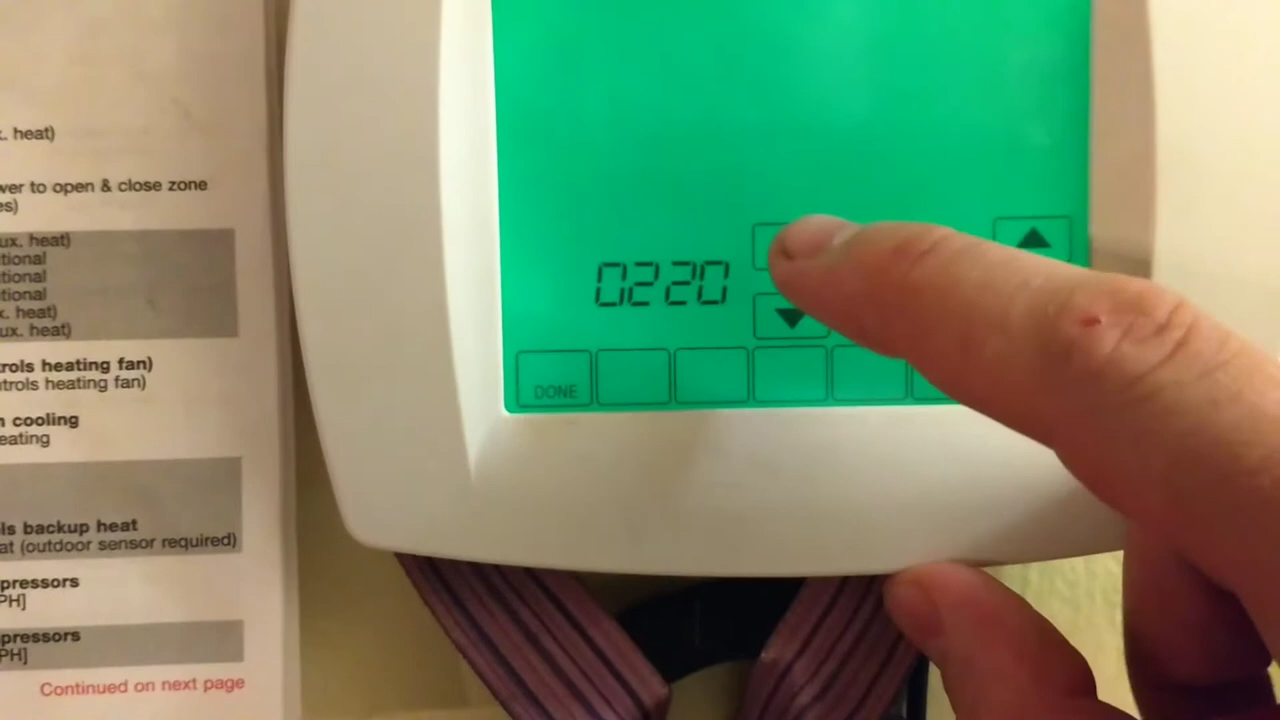 . heat)
ver to open & close zone
es)
ux. heat)
tional
tional
tional
x. heat)
ux. heat)
rols heating fan)
trols heating fan)
n cooling
eating
ls backup heat
at (outdoor sensor required)
pressors
PH]
pressors
PH]
Continued on next page
0220
DONE